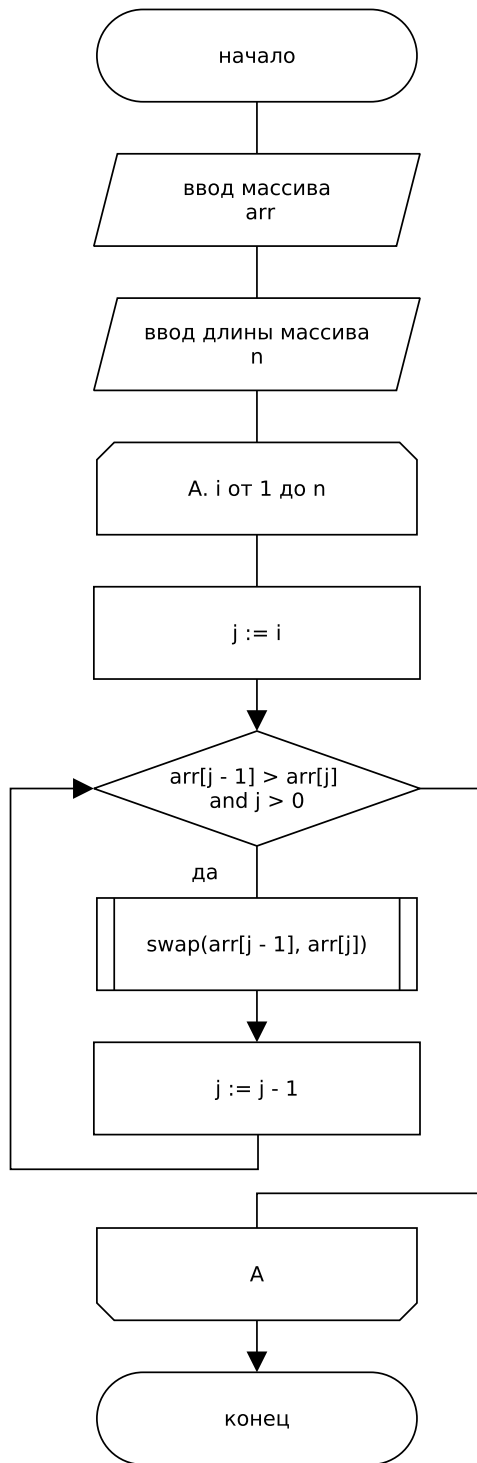 начало
ввод массива
arr
ввод длины массива
n
A. i от 1 до n
j := i
arr[j - 1] > arr[j]
and j > 0
да
swap(arr[j - 1], arr[j])
j := j - 1
A
конец